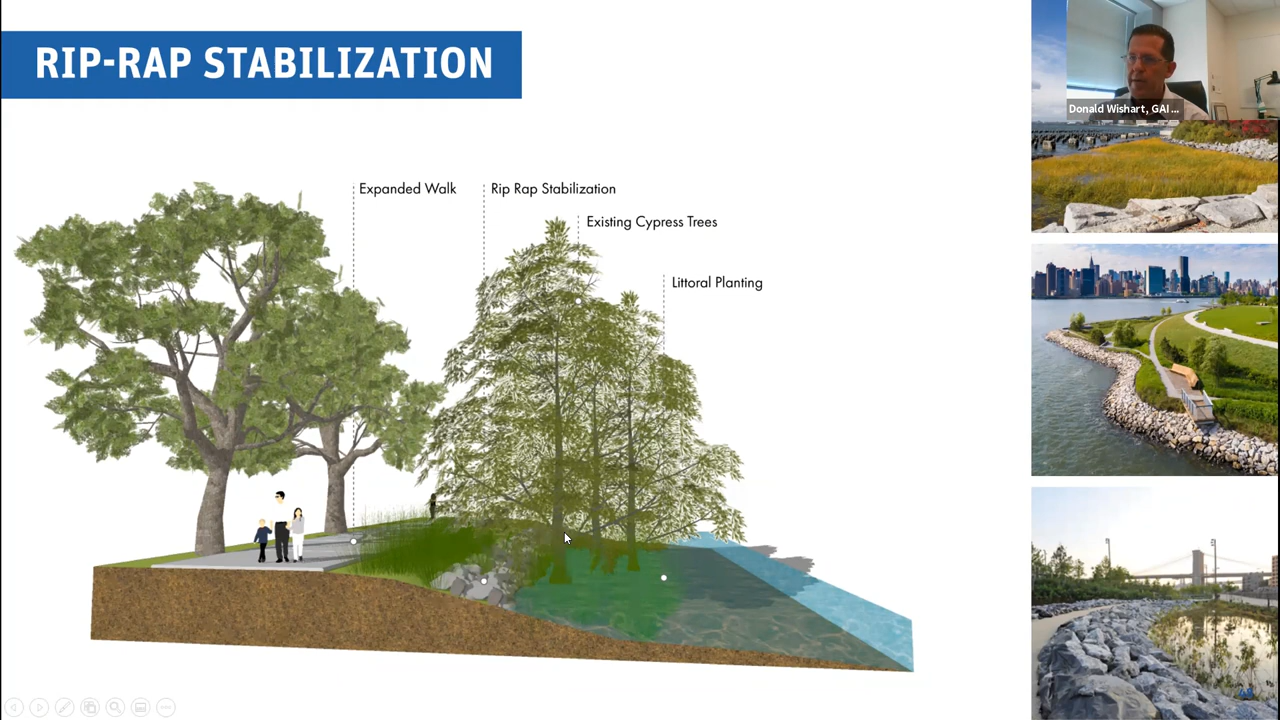 RIP-RAP STABILIZATION
Donald Wishart, GAI ...
Expanded Walk
Rip Rap Stabilization
Existing Cypress Trees
Littoral Planting